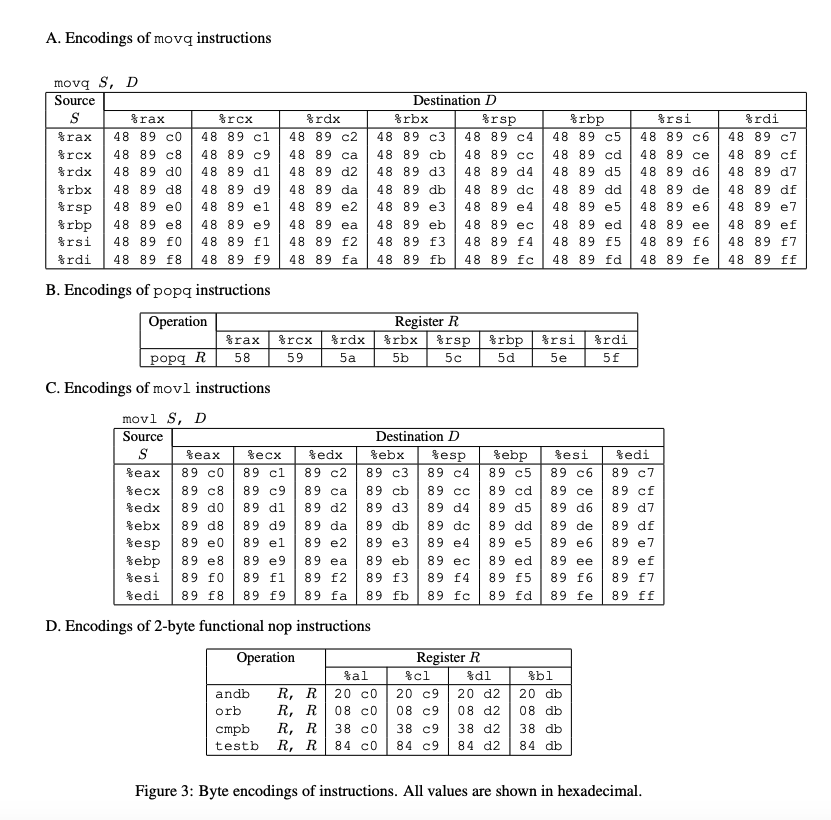 A. Encodings of movq instructions
movq S, D
Source Destination D
S %rax %rcx %rdx %rbx %rsp %rbp %rsi %rdi
%rax 48 89 c0 48 89 c1 48 89 c2 48 89 c3 48 89 c4 48 89 c5 48 89 c6 48 89 c7
%rcx 48 89 c8 48 89 c9 48 89 ca 48 89 cb 48 89 cc 48 89 cd 48 89 ce 48 89 cf
%rdx 48 89 d0 48 89 d1 48 89 d2 48 89 d3 48 89 d4 48 89 d5 48 89 d6 48 89 d7
%rbx 48 89 d8 48 89 d9 48 89 da 48 89 db 48 89 dc 48 89 dd 48 89 de 48 89 df
%rsp 48 89 e0 48 89 e1 48 89 e2 48 89 e3 48 89 e4 48 89 e5 48 89 e6 48 89 e7
%rbp 48 89 e8 48 89 e9 48 89 ea 48 89 eb 48 89 ec 48 89 ed 48 89 ee 48 89 ef
%rsi 48 89 f0 48 89 f1 48 89 f2 48 89 f3 48 89 f4 48 89 f5 48 89 f6 48 89 f7
%rdi 48 89 f8 48 89 f9 48 89 fa 48 89 fb 48 89 fc 48 89 fd 48 89 fe 48 89 ff
B. Encodings of popq instructions
Operation Register R
%rax %rcx %rdx %rbx %rsp %rbp %rsi %rdi
popq R 58 59 5a 5b 5c 5d 5e 5f
C. Encodings of movl instructions
movl S, D
Source Destination D
S %eax %ecx %edx %ebx %esp %ebp %esi %edi
%eax 89 c0 89 c1 89 c2 89 c3 89 c4 89 c5 89 c6 89 c7
%ecx 89 c8 89 c9 89 ca 89 cb 89 cc 89 cd 89 ce 89 cf
%edx 89 d0 89 d1 89 d2 89 d3 89 d4 89 d5 89 d6 89 d7
%ebx 89 d8 89 d9 89 da 89 db 89 dc 89 dd 89 de 89 df
%esp 89 e0 89 e1 89 e2 89 e3 89 e4 89 e5 89 e6 89 e7
%ebp 89 e8 89 e9 89 ea 89 eb 89 ec 89 ed 89 ee 89 ef
%esi 89 f0 89 f1 89 f2 89 f3 89 f4 89 f5 89 f6 89 f7
%edi 89 f8 89 f9 89 fa 89 fb 89 fc 89 fd 89 fe 89 ff
D. Encodings of 2-byte functional nop instructions
Operation Register R
%al %cl %dl %bl
andb R, R 20 c0 20 c9 20 d2 20 db
orb R, R 08 c0 08 c9 08 d2 08 db
cmpb R, R 38 c0 38 c9 38 d2 38 db
testb R, R 84 c0 84 c9 84 d2 84 db
Figure 3: Byte encodings of instructions. All values are shown in hexadecimal.